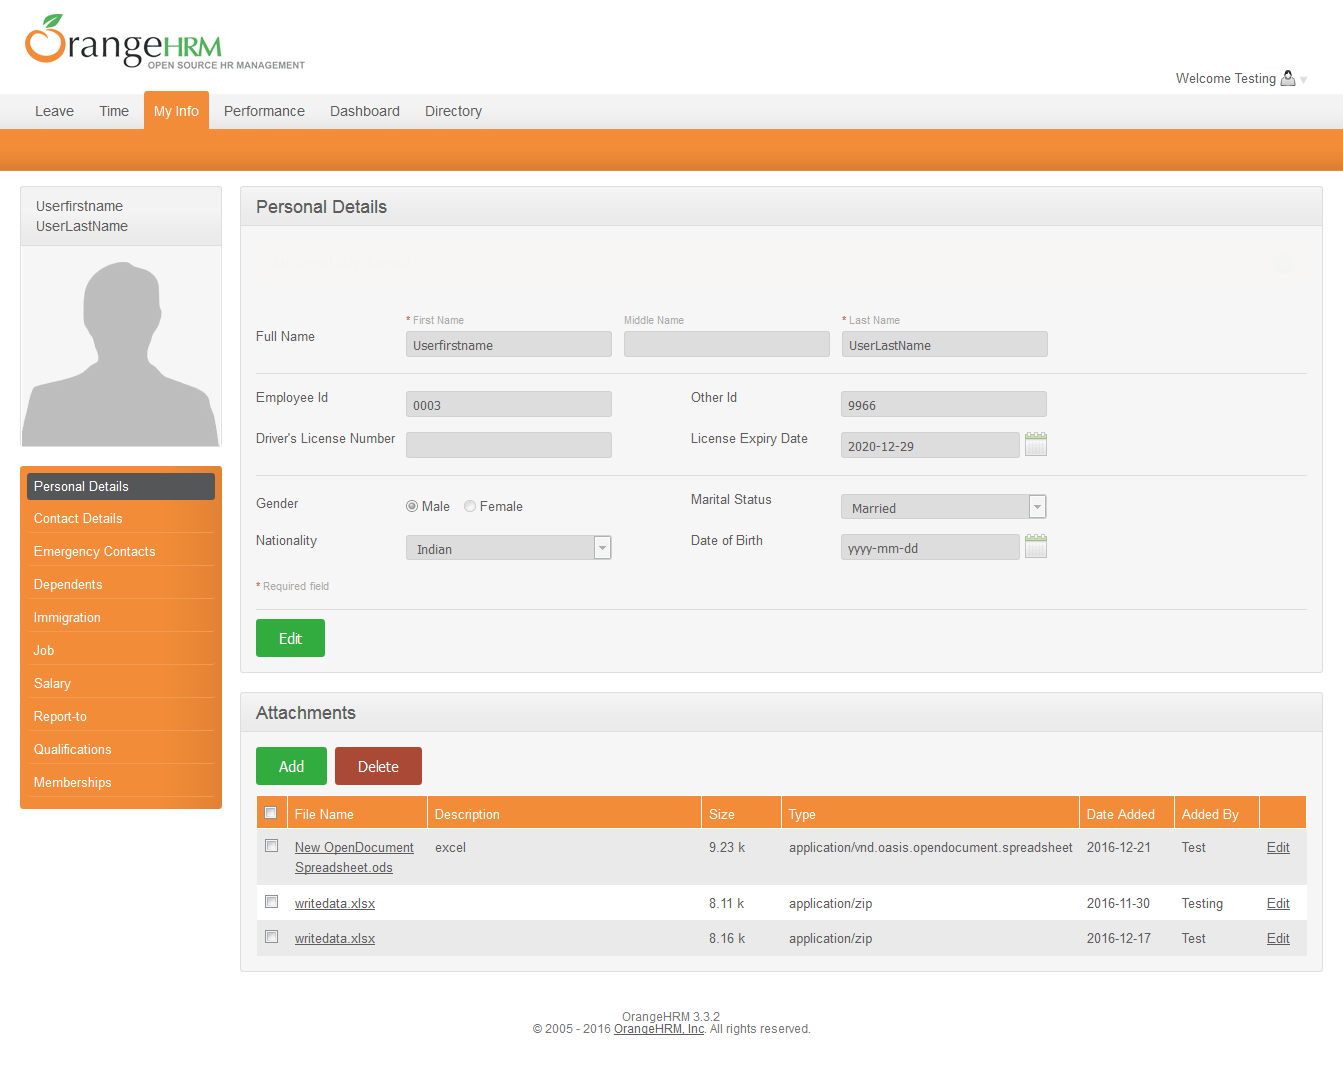 OrangeHRM
OPEN SOURCE HR MANAGEMENT
Welcome Testing
Leave Time My Info Performance Dashboard Directory
Userfirstname
UserLastName
Personal Details
Contact Details
Emergency Contacts
Dependents
Immigration
Job
Salary
Report-to
Qualifications
Memberships
Personal Details
* First Name Middle Name * Last Name
Full Name Userfirstname UserLastName
Employee Id 0003 Other Id 9966
Driver's License Number License Expiry Date 2020-12-29
Gender Male Female Marital Status Married
Nationality Indian Date of Birth yyyy-mm-dd
* Required field
Edit
Attachments
Add Delete
File Name Description Size Type Date Added Added By
New OpenDocument excel 9.23 k application/vnd.oasis.opendocument.spreadsheet 2016-12-21 Test Edit
Spreadsheet.ods
writedata.xlsx 8.11 k application/zip 2016-11-30 Testing Edit
writedata.xlsx 8.16 k application/zip 2016-12-17 Test Edit
OrangeHRM 3.3.2
© 2005 - 2016 OrangeHRM, Inc. All rights reserved.